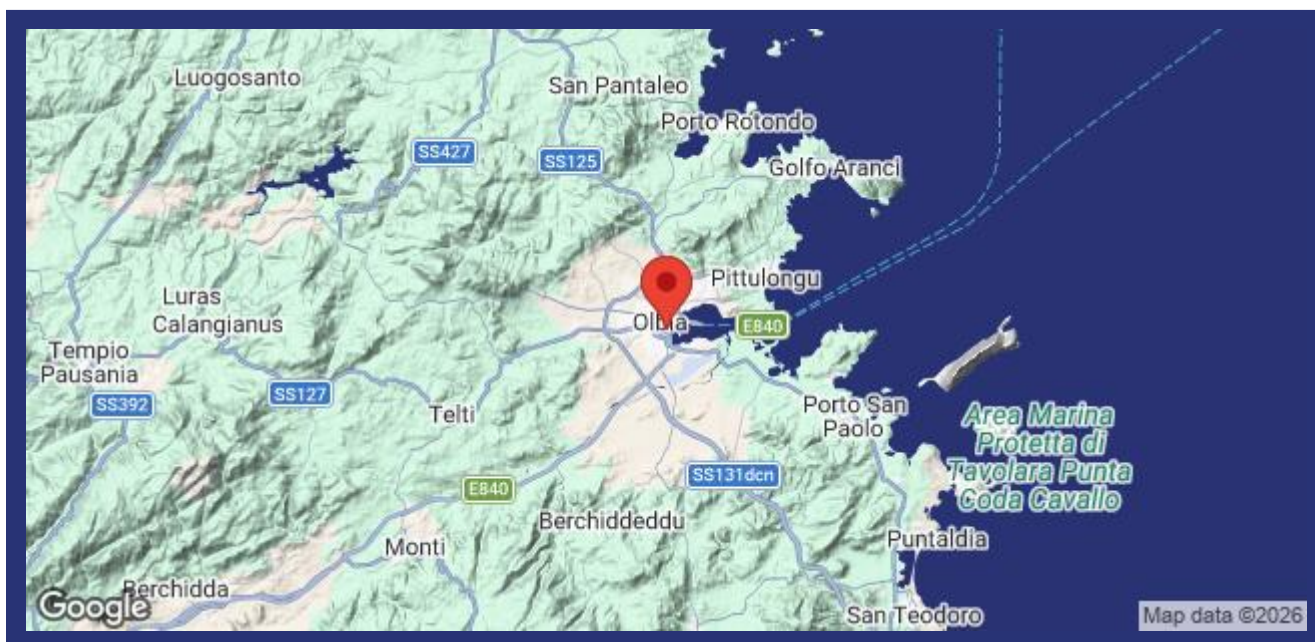 Luogosanto
San Pantaleo
Porto Rotondo
SS427
SS125
Golfo Aranci
Pittulongu
Luras
Calangianus
Olbia
E840
Tempio
Pausania
SS392
SS127
Telti
Porto San
Paolo
Area Marina
Protetta di
Tavolara Punta
Coda Cavallo
SS131dcn
E840
Berchiddeddu
Monti
Puntaldia
Berchidda
Google
San Teodoro
Map data ©2026